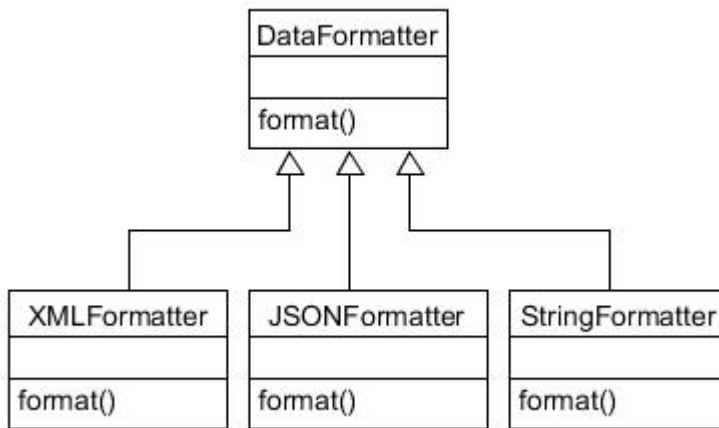 DataFormatter
format()
XMLFormatter
format()
JSONFormatter
format()
StringFormatter
format()